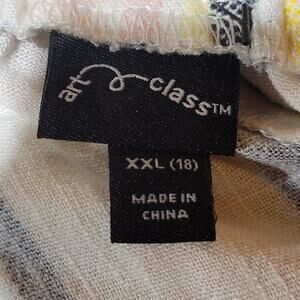 art class™
XXL (18)
MADE IN
CHINA